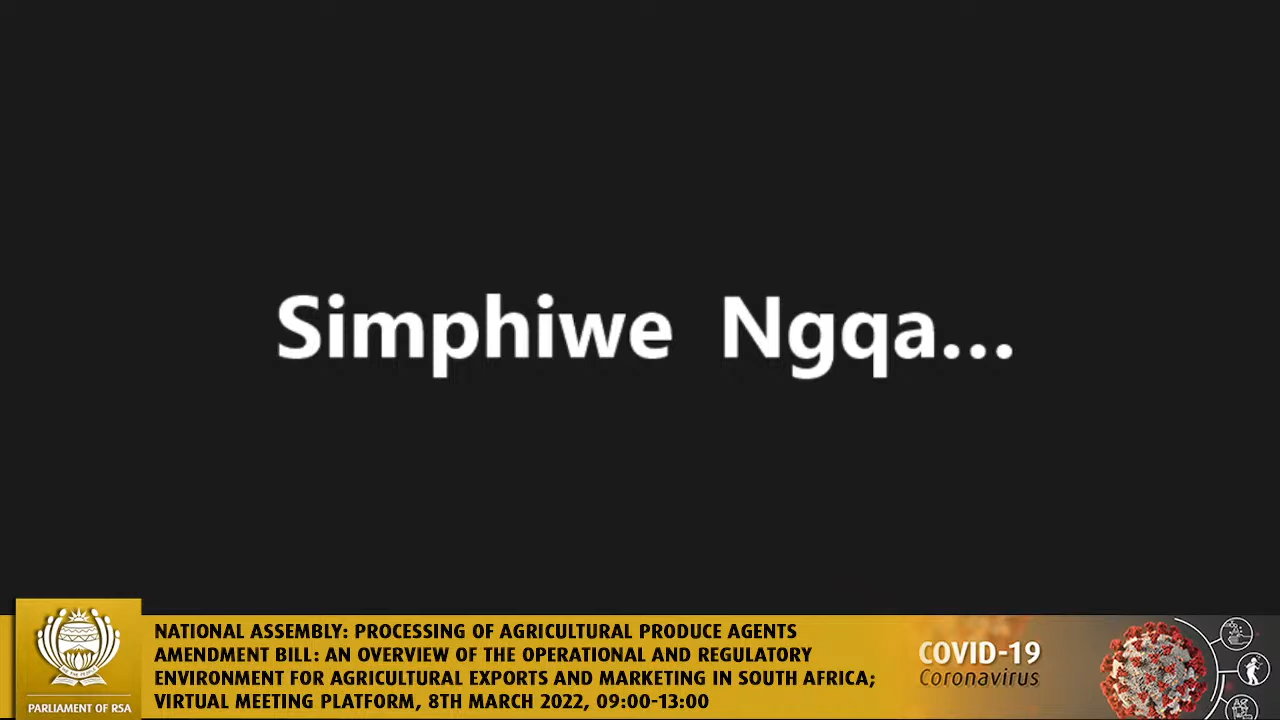 Simphiwe Ngqa...
NATIONAL ASSEMBLY: PROCESSING OF AGRICULTURAL PRODUCE AGENTS
AMENDMENT BILL: AN OVERVIEW OF THE OPERATIONAL AND REGULATORY
ENVIRONMENT FOR AGRICULTURAL EXPORTS AND MARKETING IN SOUTH AFRICA;
VIRTUAL MEETING PLATFORM, 8TH MARCH 2022, 09:00-13:00
PARLIAMENT OF RSA
COVID-19
Coronavirus